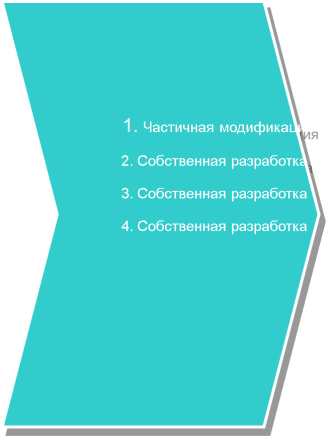 1. Частичная модификация
2. Собственная разработка
3. Собственная разработка
4. Собственная разработка